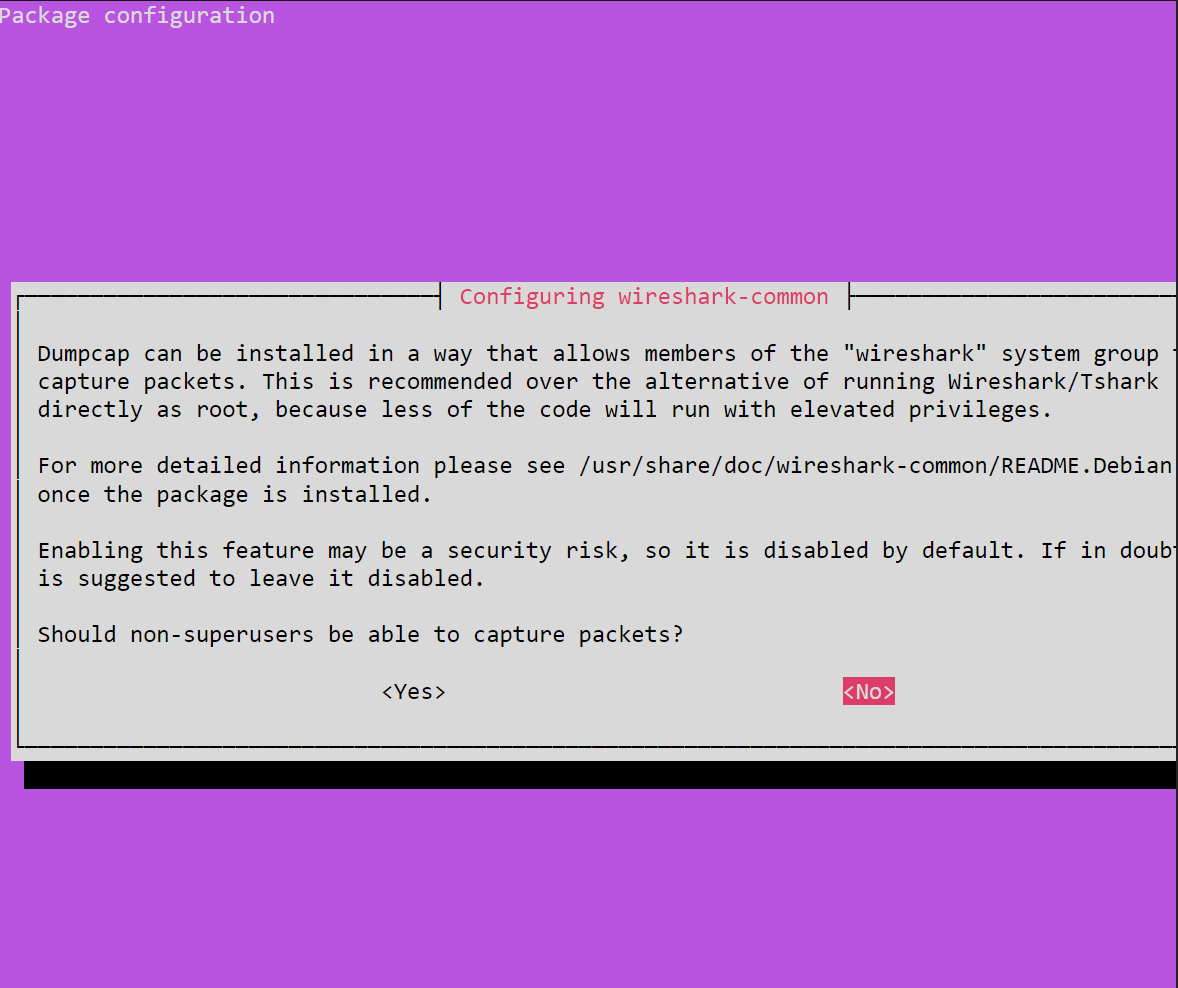 Package configuration
Configuring wireshark-common
Dumpcap can be installed in a way that allows members of the "wireshark" system group
capture packets. This is recommended over the alternative of running Wireshark/Tshark
directly as root, because less of the code will run with elevated privileges.
For more detailed information please see /usr/share/doc/wireshark-common/README.Debian
once the package is installed.
Enabling this feature may be a security risk, so it is disabled by default. If in
is suggested to leave it disabled.
Should non-superusers be able to capture packets?
<Yes> <No>